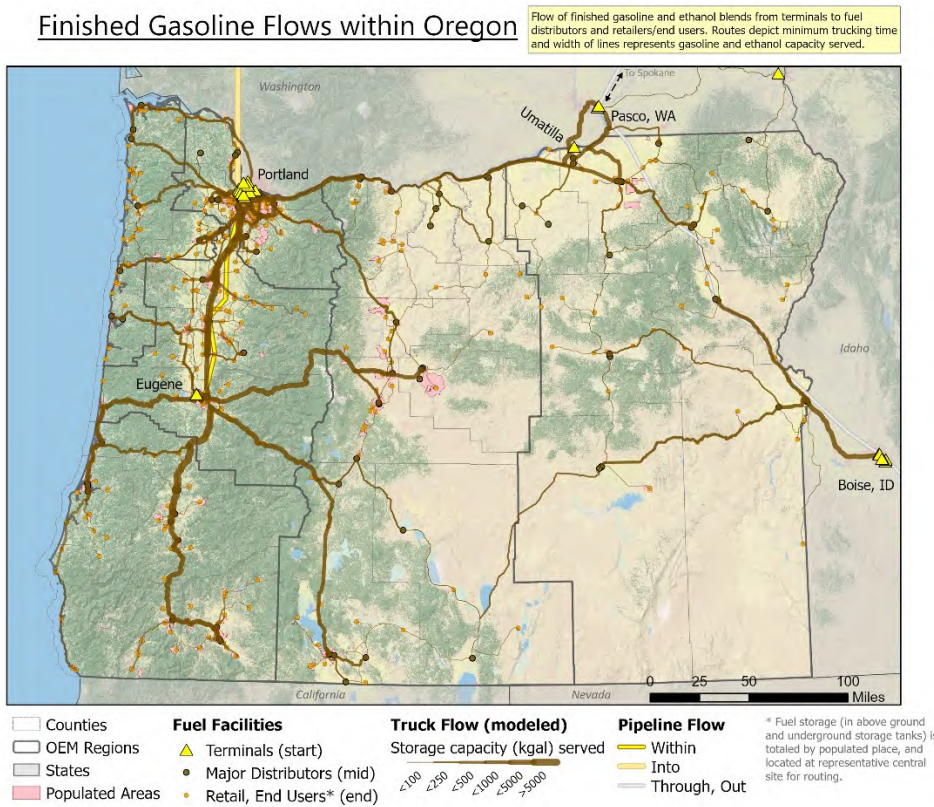 Finished Gasoline Flows within Oregon
Flow of finished gasoline and ethanol blends from terminals to fuel
distributors and retailers/end users. Routes depict minimum trucking time
and width of lines represents gasoline and ethanol capacity served.
To Spokane
Washington
Pasco, WA
Umatilla
Portland
Idaho
Eugene
Boise, ID
0 25 50 100
Miles
California
Nevada
Counties
OEM Regions
States
Populated Areas
Fuel Facilities
Terminals (start)
Major Distributors (mid)
Retail, End Users* (end)
Truck Flow (modeled)
Storage capacity (kgal) served
<100 <250 <500 <1000 <5000 >5000
Pipeline Flow
Within
Into
Through, Out
* Fuel storage (in above ground
and underground storage tanks) i
totaled by populated place, and
located at representative central
site for routing.